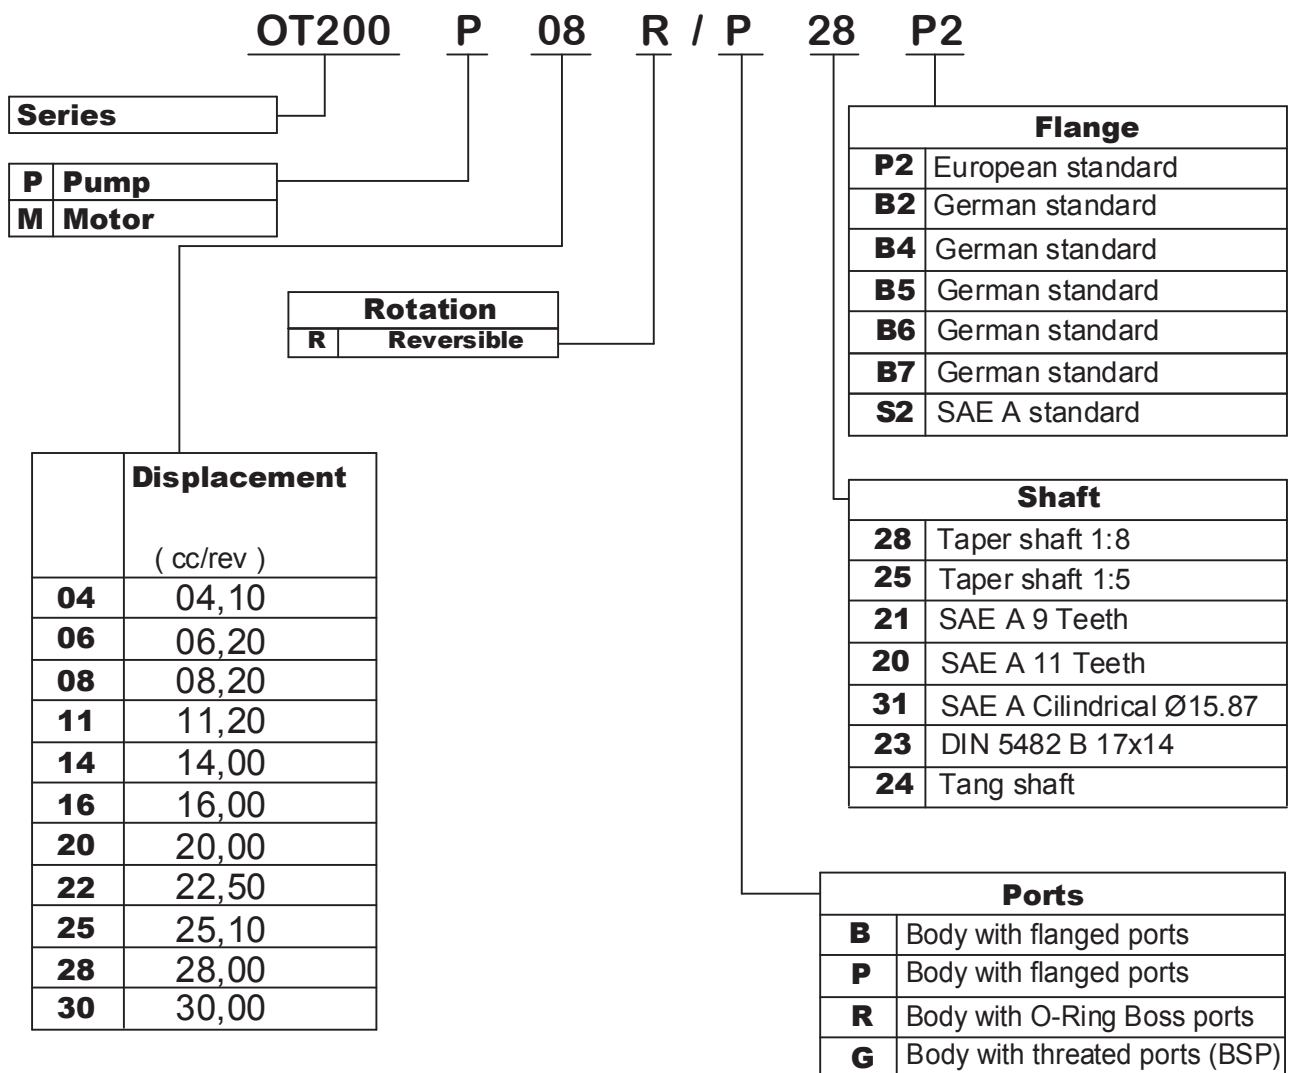 OT200 P 08 R / P 28 P2
Series
P Pump
M Motor
Rotation
R Reversible
Displacement
( cc/rev )
04 04,10
06 06,20
08 08,20
11 11,20
14 14,00
16 16,00
20 20,00
22 22,50
25 25,10
28 28,00
30 30,00
Flange
P2 European standard
B2 German standard
B4 German standard
B5 German standard
B6 German standard
B7 German standard
S2 SAE A standard
Shaft
28 Taper shaft 1:8
25 Taper shaft 1:5
21 SAE A 9 Teeth
20 SAE A 11 Teeth
31 SAE A Cilindrical Ø15.87
23 DIN 5482 B 17x14
24 Tang shaft
Ports
B Body with flanged ports
P Body with flanged ports
R Body with O-Ring Boss ports
G Body with threated ports (BSP)